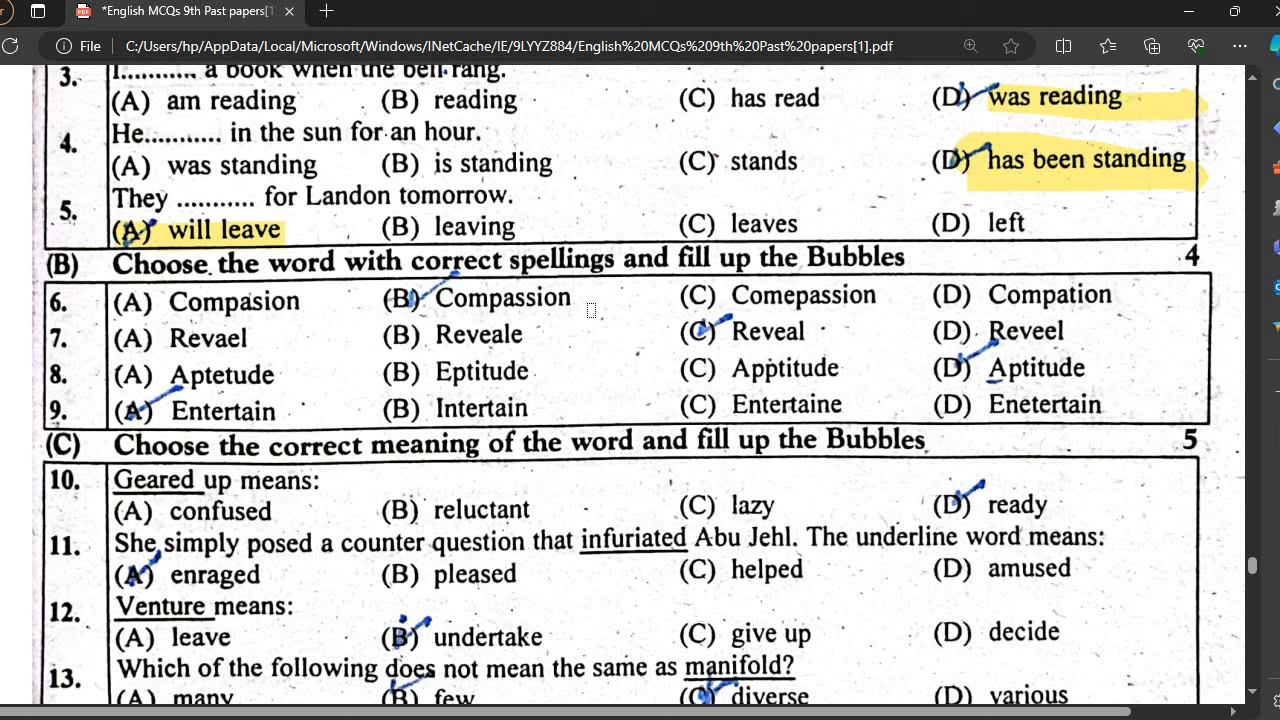 *English MCQs 9th Past papers[1
File C:/Users/hp/AppData/Local/Microsoft/Windows/INetCache/IE/9LYYZ884/English%20MCQs%209th%20Past%20papers[1].pdf
3. I........... a book when the bell rang.
(A) am reading (B) reading (C) has read (D) was reading
4. He........... in the sun for an hour.
(A) was standing (B) is standing (C) stands (D) has been standing
5. They ........... for Landon tomorrow.
(A) will leave (B) leaving (C) leaves (D) left
(B) Choose the word with correct spellings and fill up the Bubbles 4
6. (A) Compasion (B) Compassion (C) Comepassion (D) Compation
7. (A) Revael (B) Reveale (C) Reveal (D) Reveel
8. (A) Aptetude (B) Eptitude (C) Apptitude (D) Aptitude
9. (A) Entertain (B) Intertain (C) Entertaine (D) Enetertain
(C) Choose the correct meaning of the word and fill up the Bubbles 5
10. Geared up means:
(A) confused (B) reluctant (C) lazy (D) ready
11. She simply posed a counter question that infuriated Abu Jehl. The underline word means:
(A) enraged (B) pleased (C) helped (D) amused
12. Venture means:
(A) leave (B) undertake (C) give up (D) decide
13. Which of the following does not mean the same as manifold?
(A) many (B) few (C) diverse (D) various